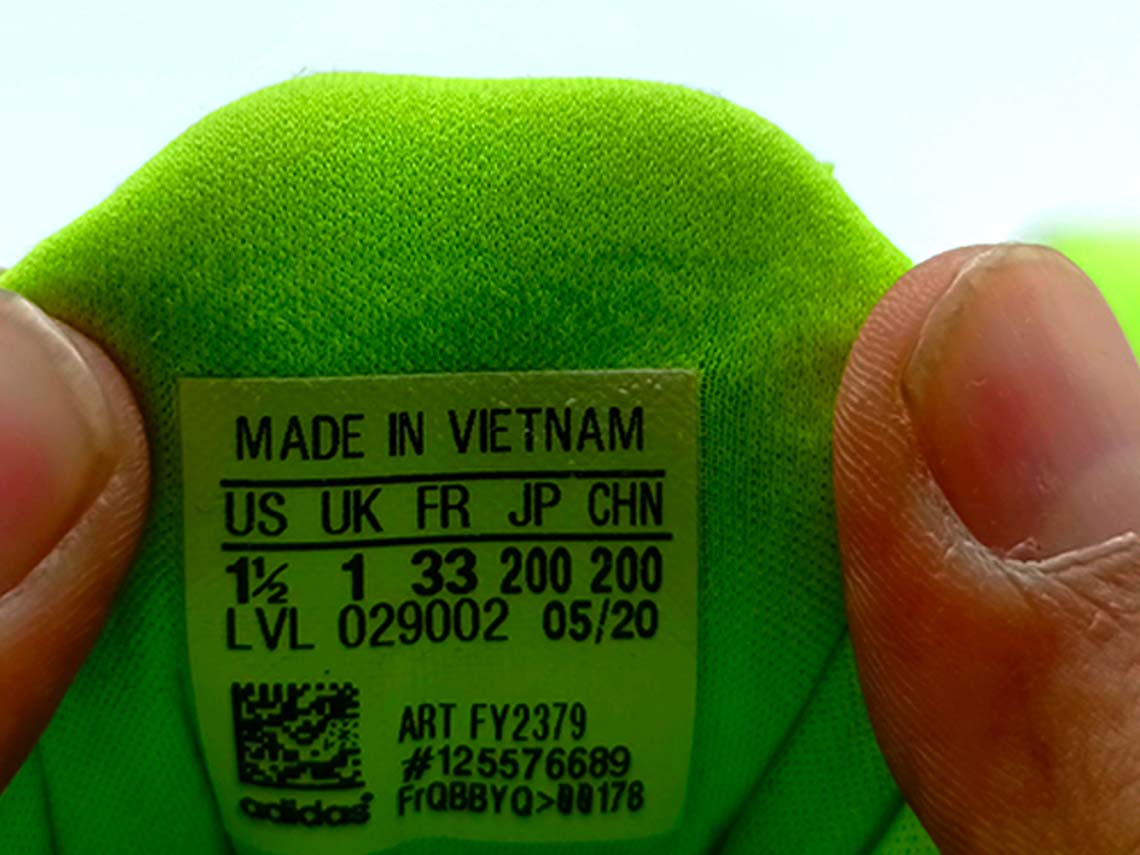 MADE IN VIETNAM
US UK FR JP CHN
1½ 1 33 200 200
LVL 029002 05/20
ART FY2379
#125576689
FrQBBYQ>00178
adidas